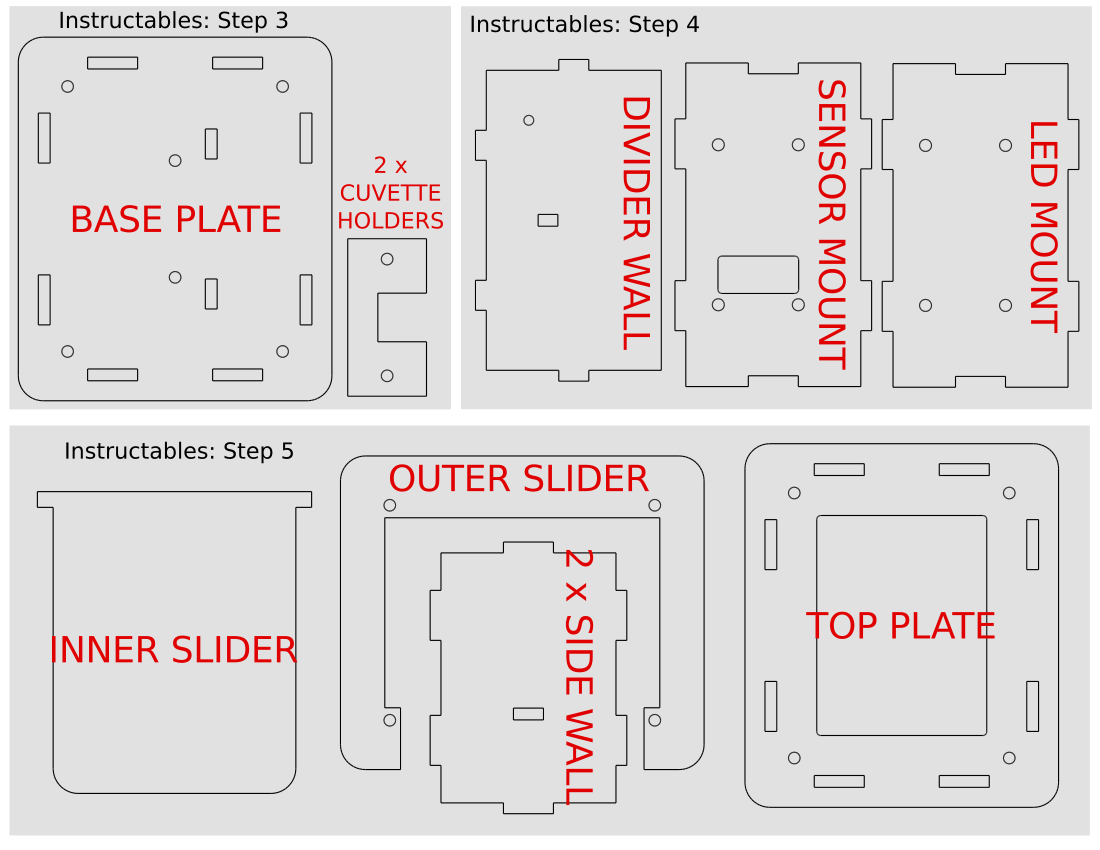 Instructables: Step 3
BASE PLATE
2 x
CUVETTE
HOLDERS
Instructables: Step 4
DIVIDER WALL
SENSOR MOUNT
LED MOUNT
Instructables: Step 5
INNER SLIDER
OUTER SLIDER
2 x SIDE WALL
TOP PLATE